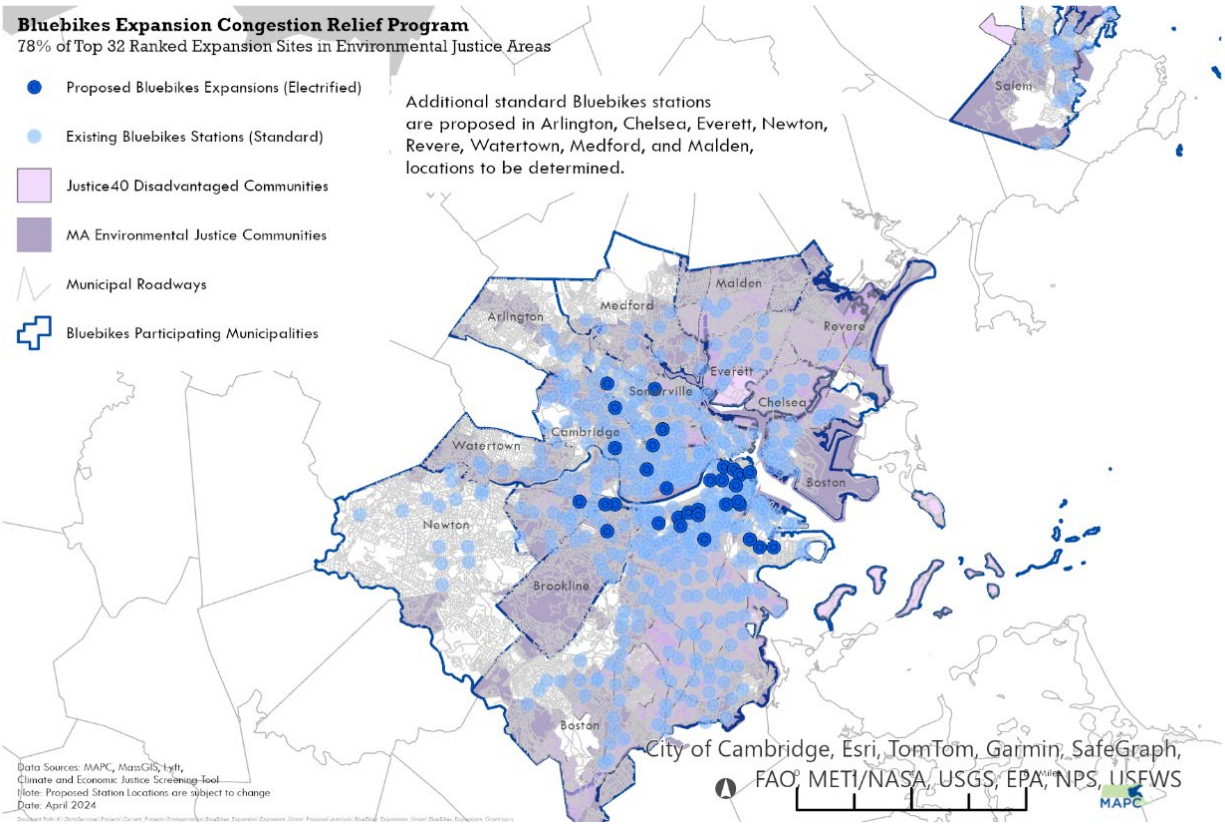 Bluebikes Expansion Congestion Relief Program
78% of Top 32 Ranked Expansion Sites in Environmental Justice Areas
Proposed Bluebikes Expansions (Electrified)
Existing Bluebikes Stations (Standard)
Justice40 Disadvantaged Communities
MA Environmental Justice Communities
Municipal Roadways
Bluebikes Participating Municipalities
Additional standard Bluebikes stations
are proposed in Arlington, Chelsea, Everett, Newton,
Revere, Watertown, Medford, and Malden,
locations to be determined.
Salem
Malden
Medford
Arlington
Revere
Everett
Somerville
Chelsea
Cambridge
Watertown
Boston
Newton
Brookline
Boston
City of Cambridge, Esri, TomTom, Garmin, SafeGraph,
FAO, METI/NASA, USGS, EPA, NPS, USFWS
Miles
MAPC
Data Sources: MAPC, MassGIS, Lyft,
Climate and Economic Justice Screening Tool
Note: Proposed Station Locations are subject to change
Date: April 2024